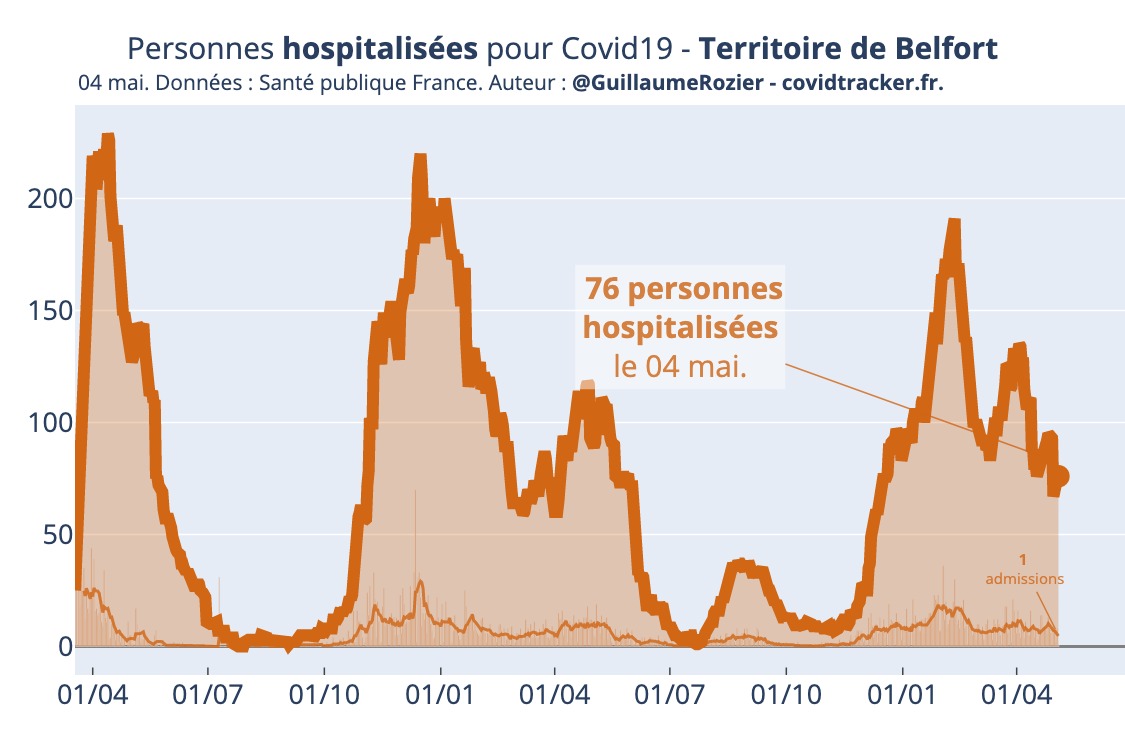 Personnes hospitalisées pour Covid19 - Territoire de Belfort
04 mai. Données : Santé publique France. Auteur : @GuillaumeRozier - covidtracker.fr.
200
150
100
50
0
76 personnes
hospitalisées
le 04 mai.
1
admissions
01/04 01/07 01/10 01/01 01/04 01/07 01/10 01/01 01/04